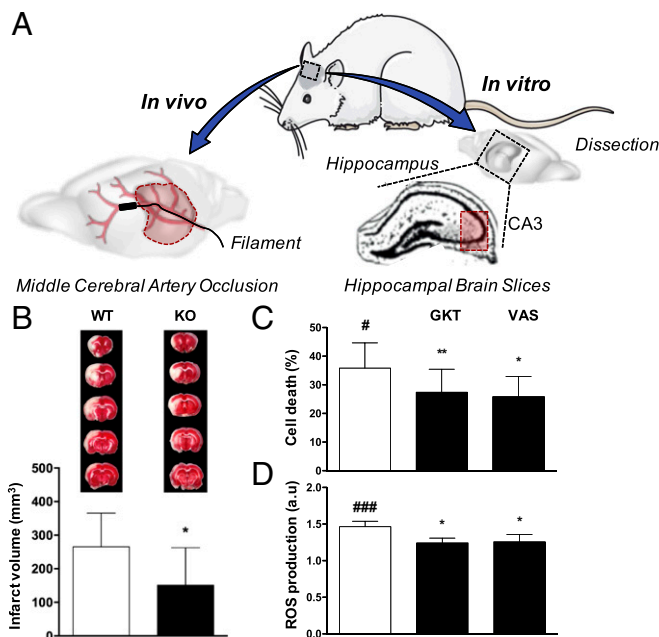 A
In vivo
In vitro
Dissection
Hippocampus
CA3
Filament
Middle Cerebral Artery Occlusion
Hippocampal Brain Slices
B
WT
KO
Infarct volume (mm³)
500
400
300
200
100
0
*
C
GKT
VAS
Cell death (%)
50
40
30
20
10
0
#
**
*
D
ROS production (a.u)
2.0
1.5
1.0
0.5
0.0
###
*
*